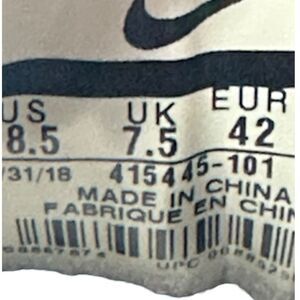 US UK EUR
8.5 7.5 42
/31/18 415445-101
MADE IN CHINA
FABRIQUE EN CHIN
UPC